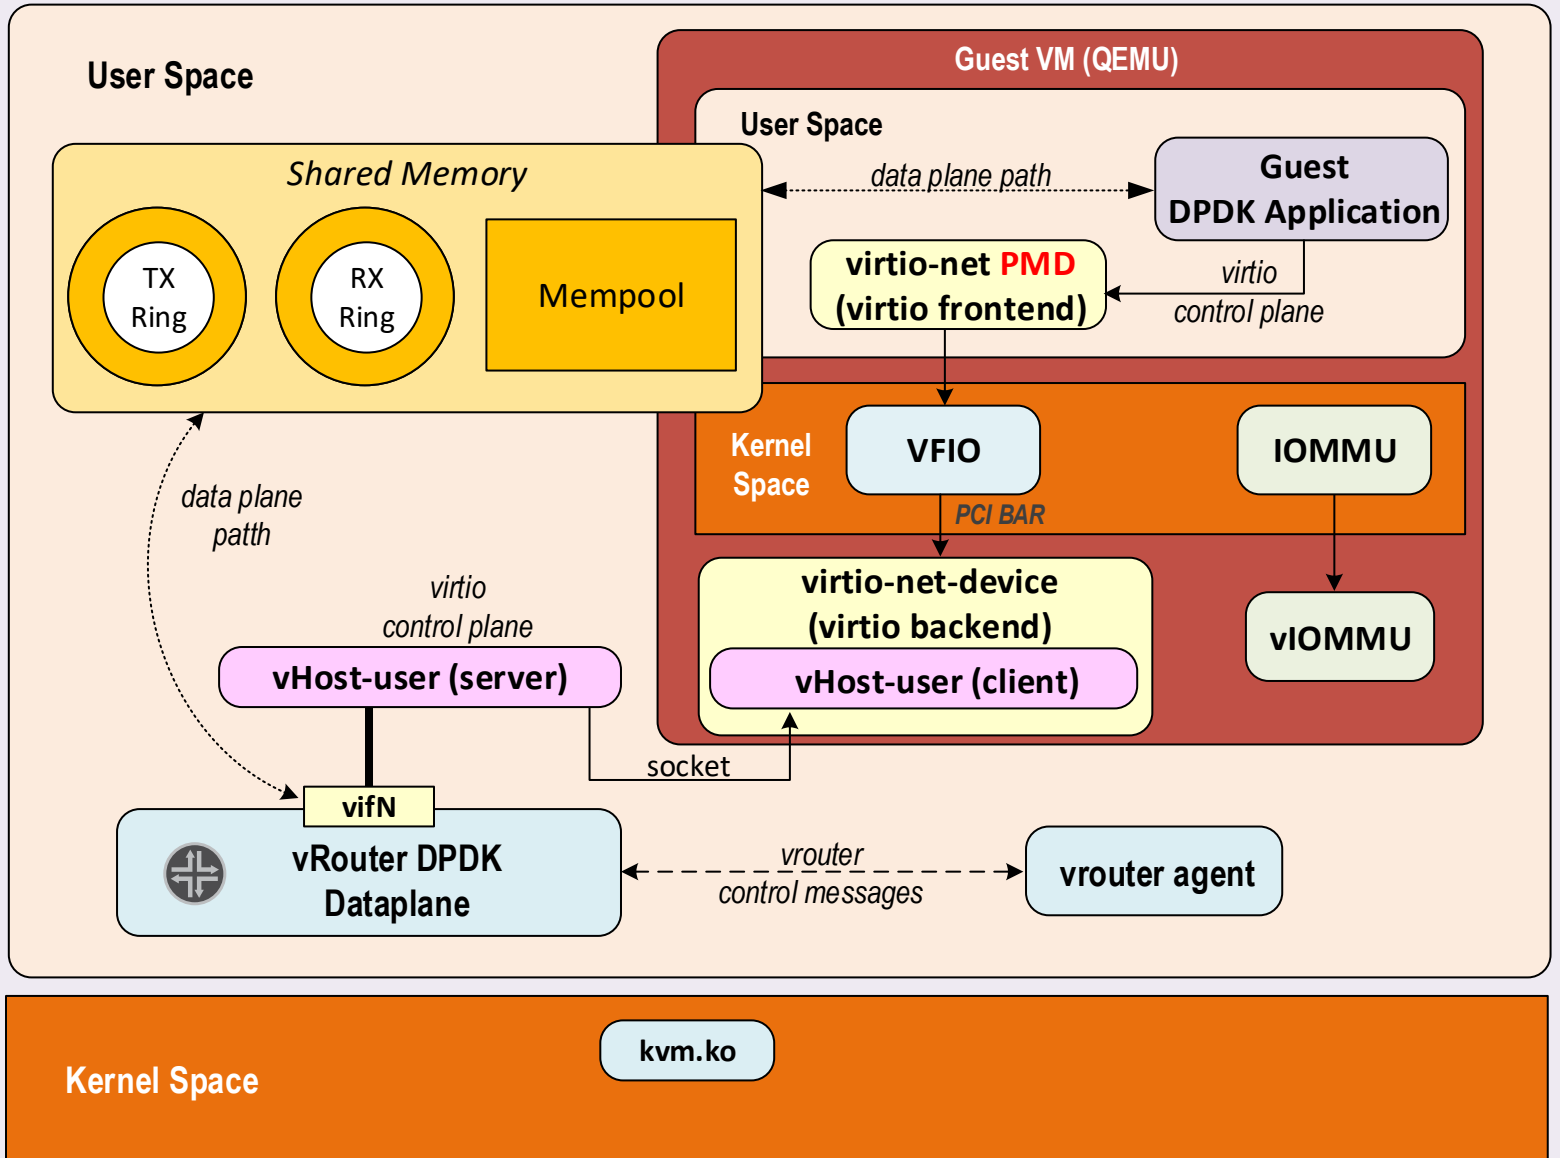 Guest VM (QEMU)
User Space
User Space
Shared Memory
data plane path
Guest
DPDK Application
TX
Ring
RX
Ring
Mempool
virtio-net PMD
(virtio frontend)
virtio
control plane
Kernel
Space
VFIO
IOMMU
PCI BAR
data plane
patth
virtio
control plane
virtio-net-device
(virtio backend)
vIOMMU
vHost-user (server)
vHost-user (client)
socket
vifN
vRouter DPDK
Dataplane
vrouter
control messages
vrouter agent
kvm.ko
Kernel Space